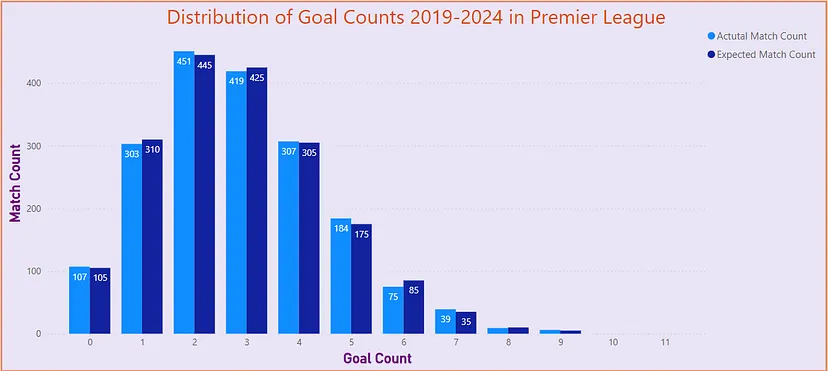 Distribution of Goal Counts 2019-2024 in Premier League
Actutal Match Count
Expected Match Count
Match Count
400
300
200
100
0
107 105
303 310
451 445
419 425
307 305
184 175
75 85
39 35
0 1 2 3 4 5 6 7 8 9 10 11
Goal Count